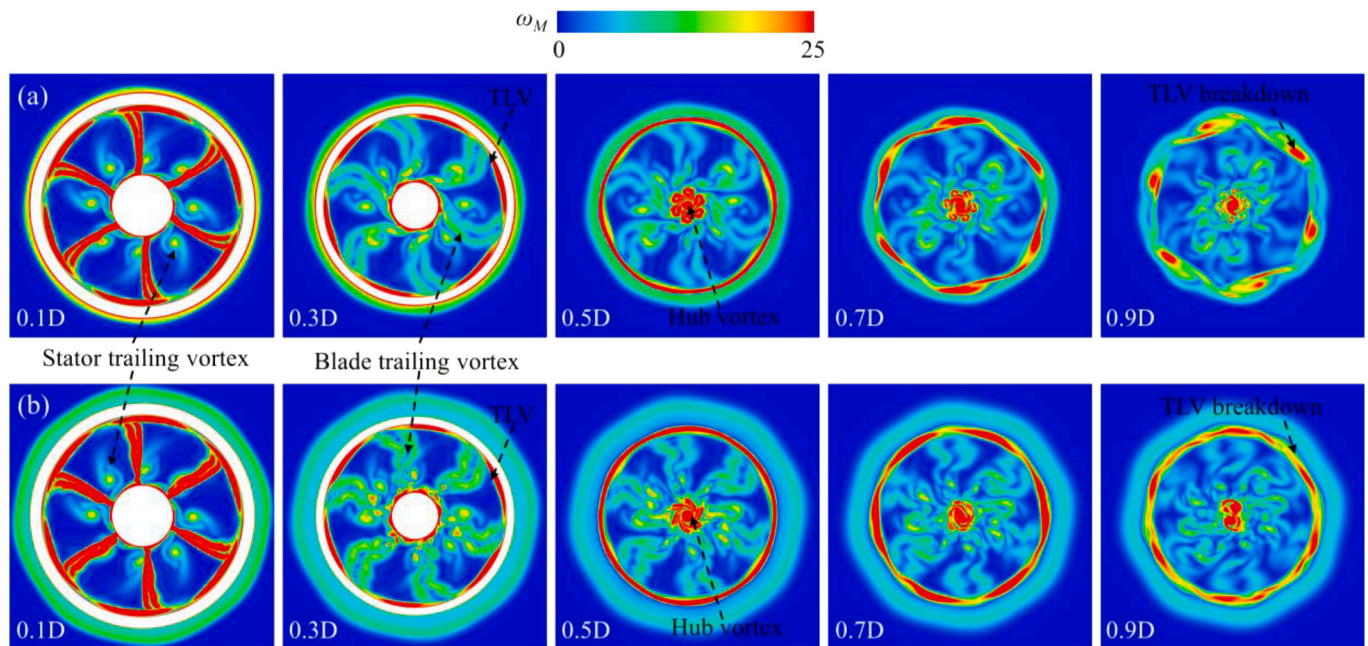 ω_M
0 25
(a) TLV TLV breakdown
Hub vortex
0.1D 0.3D 0.5D 0.7D 0.9D
Stator trailing vortex Blade trailing vortex
(b) TLV TLV breakdown
Hub vortex
0.1D 0.3D 0.5D 0.7D 0.9D